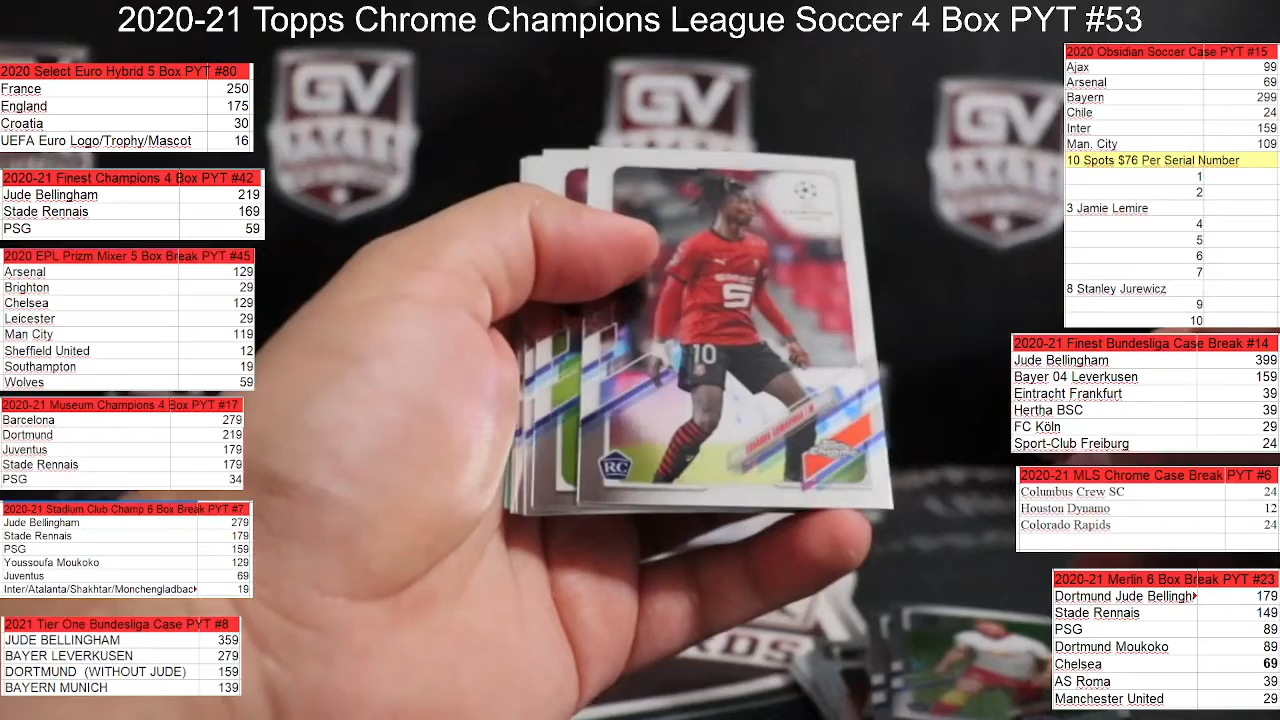 2020-21 Topps Chrome Champions League Soccer 4 Box PYT #53
2020 Select Euro Hybrid 5 Box PYT #80
France 250
England 175
Croatia 30
UEFA Euro Logo/Trophy/Mascot 16
2020-21 Finest Champions 4 Box PYT #42
Jude Bellingham 219
Stade Rennais 169
PSG 59
2020 EPL Prizm Mixer 5 Box Break PYT #45
Arsenal 129
Brighton 29
Chelsea 129
Leicester 29
Man City 119
Sheffield United 12
Southampton 19
Wolves 59
2020-21 Museum Champions 4 Box PYT #17
Barcelona 279
Dortmund 219
Juventus 179
Stade Rennais 179
PSG 34
2020-21 Stadium Club Champ 6 Box Break PYT #7
Jude Bellingham 279
Stade Rennais 179
PSG 159
Youssoufa Moukoko 129
Juventus 69
Inter/Atalanta/Shakhtar/Monchengladbac 19
2021 Tier One Bundesliga Case PYT #8
JUDE BELLINGHAM 359
BAYER LEVERKUSEN 279
DORTMUND (WITHOUT JUDE) 159
BAYERN MUNICH 139
GV
GV
GV
10
RC
2020 Obsidian Soccer Case PYT #15
Ajax 99
Arsenal 69
Bayern 299
Chile 24
Inter 159
Man. City 109
10 Spots $76 Per Serial Number
1
2
3 Jamie Lemire
4
5
6
7
8 Stanley Jurewicz
9
10
2020-21 Finest Bundesliga Case Break #14
Jude Bellingham 399
Bayer 04 Leverkusen 159
Eintracht Frankfurt 39
Hertha BSC 39
FC Köln 29
Sport-Club Freiburg 24
2020-21 MLS Chrome Case Break PYT #6
Columbus Crew SC 24
Houston Dynamo 12
Colorado Rapids 24
2020-21 Merlin 6 Box Break PYT #23
Dortmund Jude Bellingh 179
Stade Rennais 149
PSG 89
Dortmund Moukoko 89
Chelsea 69
AS Roma 39
Manchester United 29